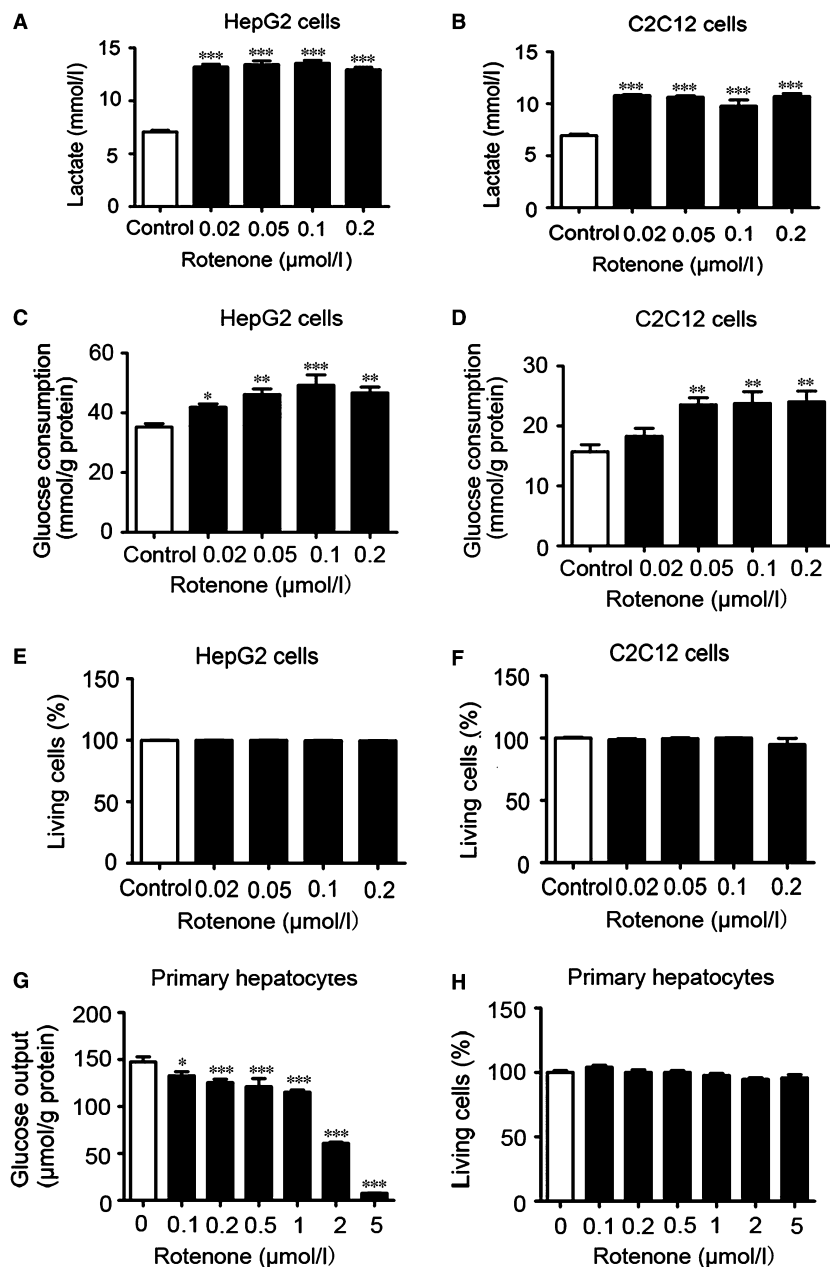 A
HepG2 cells
Lactate (mmol/l)
15
10
5
0
*** *** *** ***
Control 0.02 0.05 0.1 0.2
Rotenone (μmol/l)
B
C2C12 cells
Lactate (mmol/l)
15
10
5
0
*** *** *** ***
Control 0.02 0.05 0.1 0.2
Rotenone (μmol/l)
C
HepG2 cells
Gluocse consumption
(mmol/g protein)
60
40
20
0
* ** *** **
Control 0.02 0.05 0.1 0.2
Rotenone (μmol/l)
D
C2C12 cells
Gluocse consumption
(mmol/g protein)
30
20
10
0
** ** **
Control 0.02 0.05 0.1 0.2
Rotenone (μmol/l)
E
HepG2 cells
Living cells (%)
150
100
50
0
Control 0.02 0.05 0.1 0.2
Rotenone (μmol/l)
F
C2C12 cells
Living cells (%)
150
100
50
0
Control 0.02 0.05 0.1 0.2
Rotenone (μmol/l)
G
Primary hepatocytes
Glucose output
(μmol/g protein)
200
150
100
50
0
* *** *** *** *** ***
0 0.1 0.2 0.5 1 2 5
Rotenone (μmol/l)
H
Primary hepatocytes
Living cells (%)
150
100
50
0
0 0.1 0.2 0.5 1 2 5
Rotenone (μmol/l)